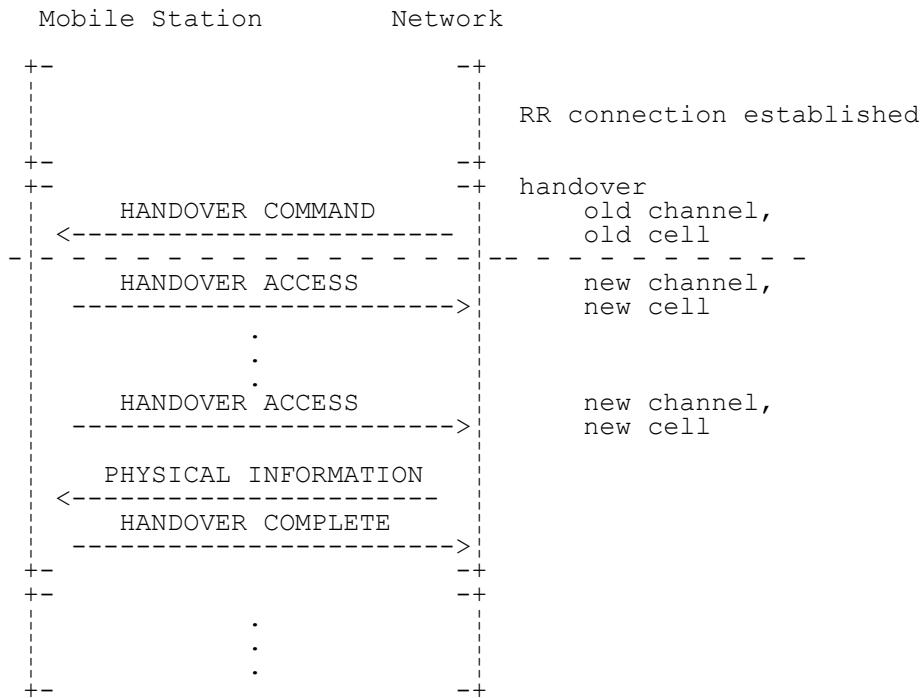 Mobile Station Network
RR connection established
handover
HANDOVER COMMAND old channel,
old cell
HANDOVER ACCESS new channel,
new cell
HANDOVER ACCESS new channel,
new cell
PHYSICAL INFORMATION
HANDOVER COMPLETE